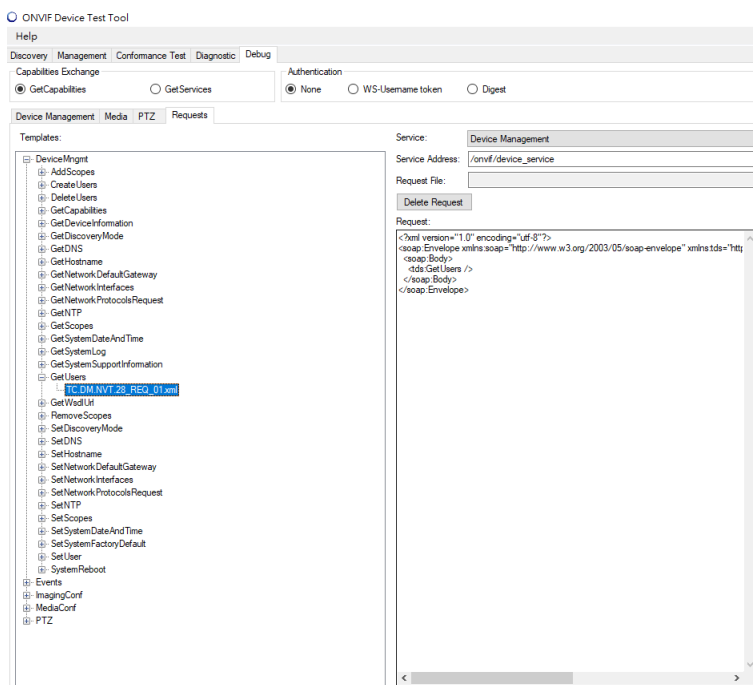 ONVIF Device Test Tool
Help
Discovery Management Conformance Test Diagnostic Debug
Capabilities Exchange
GetCapabilities GetServices
Authentication
None WS-Username token Digest
Device Management Media PTZ Requests
Templates:
DeviceMngmt
AddScopes
CreateUsers
DeleteUsers
GetCapabilities
GetDeviceInformation
GetDiscoveryMode
GetDNS
GetHostname
GetNetworkDefaultGateway
GetNetworkInterfaces
GetNetworkProtocolsRequest
GetNTP
GetScopes
GetSystemDateAndTime
GetSystemLog
GetSystemSupportInformation
GetUsers
TC.DM.NVT.28_REQ_01.xml
GetWsdlUrl
RemoveScopes
SetDiscoveryMode
SetDNS
SetHostname
SetNetworkDefaultGateway
SetNetworkInterfaces
SetNetworkProtocolsRequest
SetNTP
SetScopes
SetSystemDateAndTime
SetSystemFactoryDefault
SetUser
SystemReboot
Events
ImagingConf
MediaConf
PTZ
Service: Device Management
Service Address: /onvif/device_service
Request File:
Delete Request
Request:
<?xml version="1.0" encoding="utf-8"?>
<soap:Envelope xmlns:soap="http://www.w3.org/2003/05/soap-envelope" xmlns:tds="http
<soap:Body>
<tds:GetUsers />
</soap:Body>
</soap:Envelope>